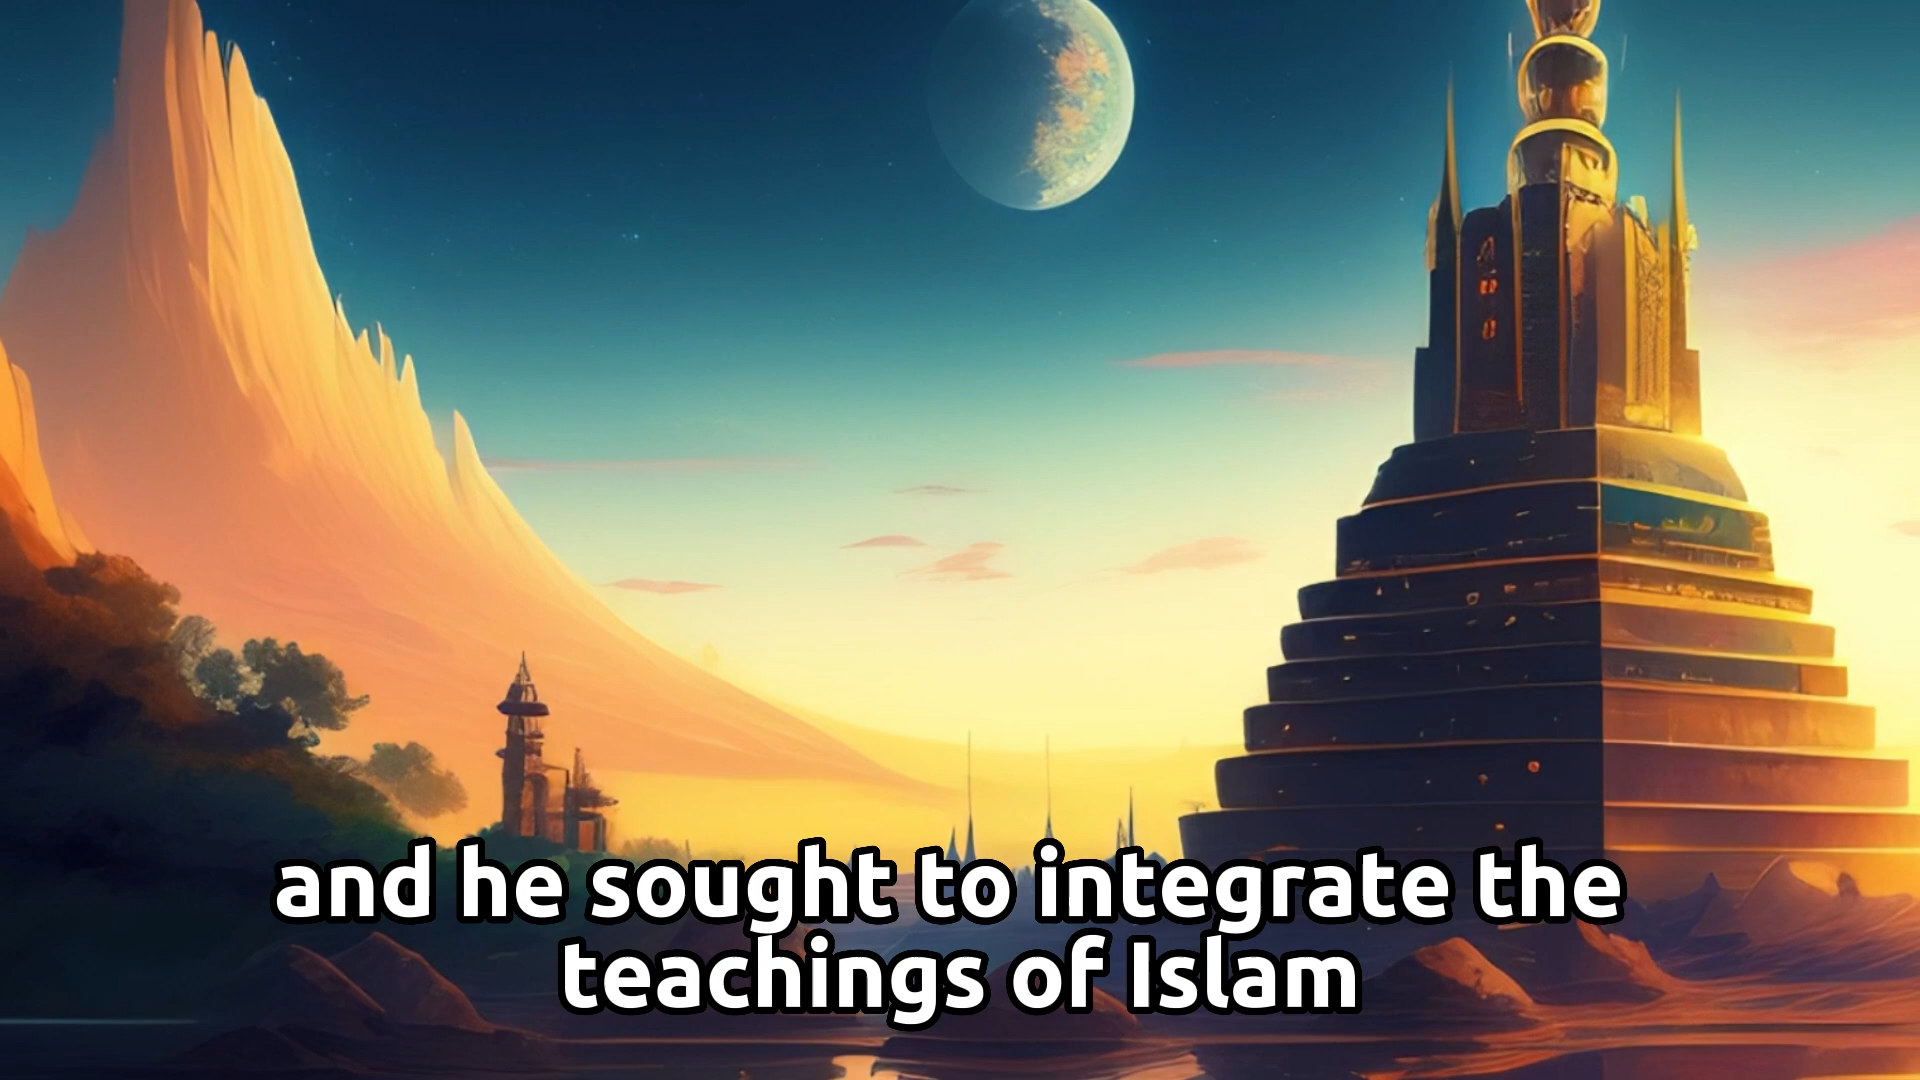 and he sought to integrate the
teachings of Islam